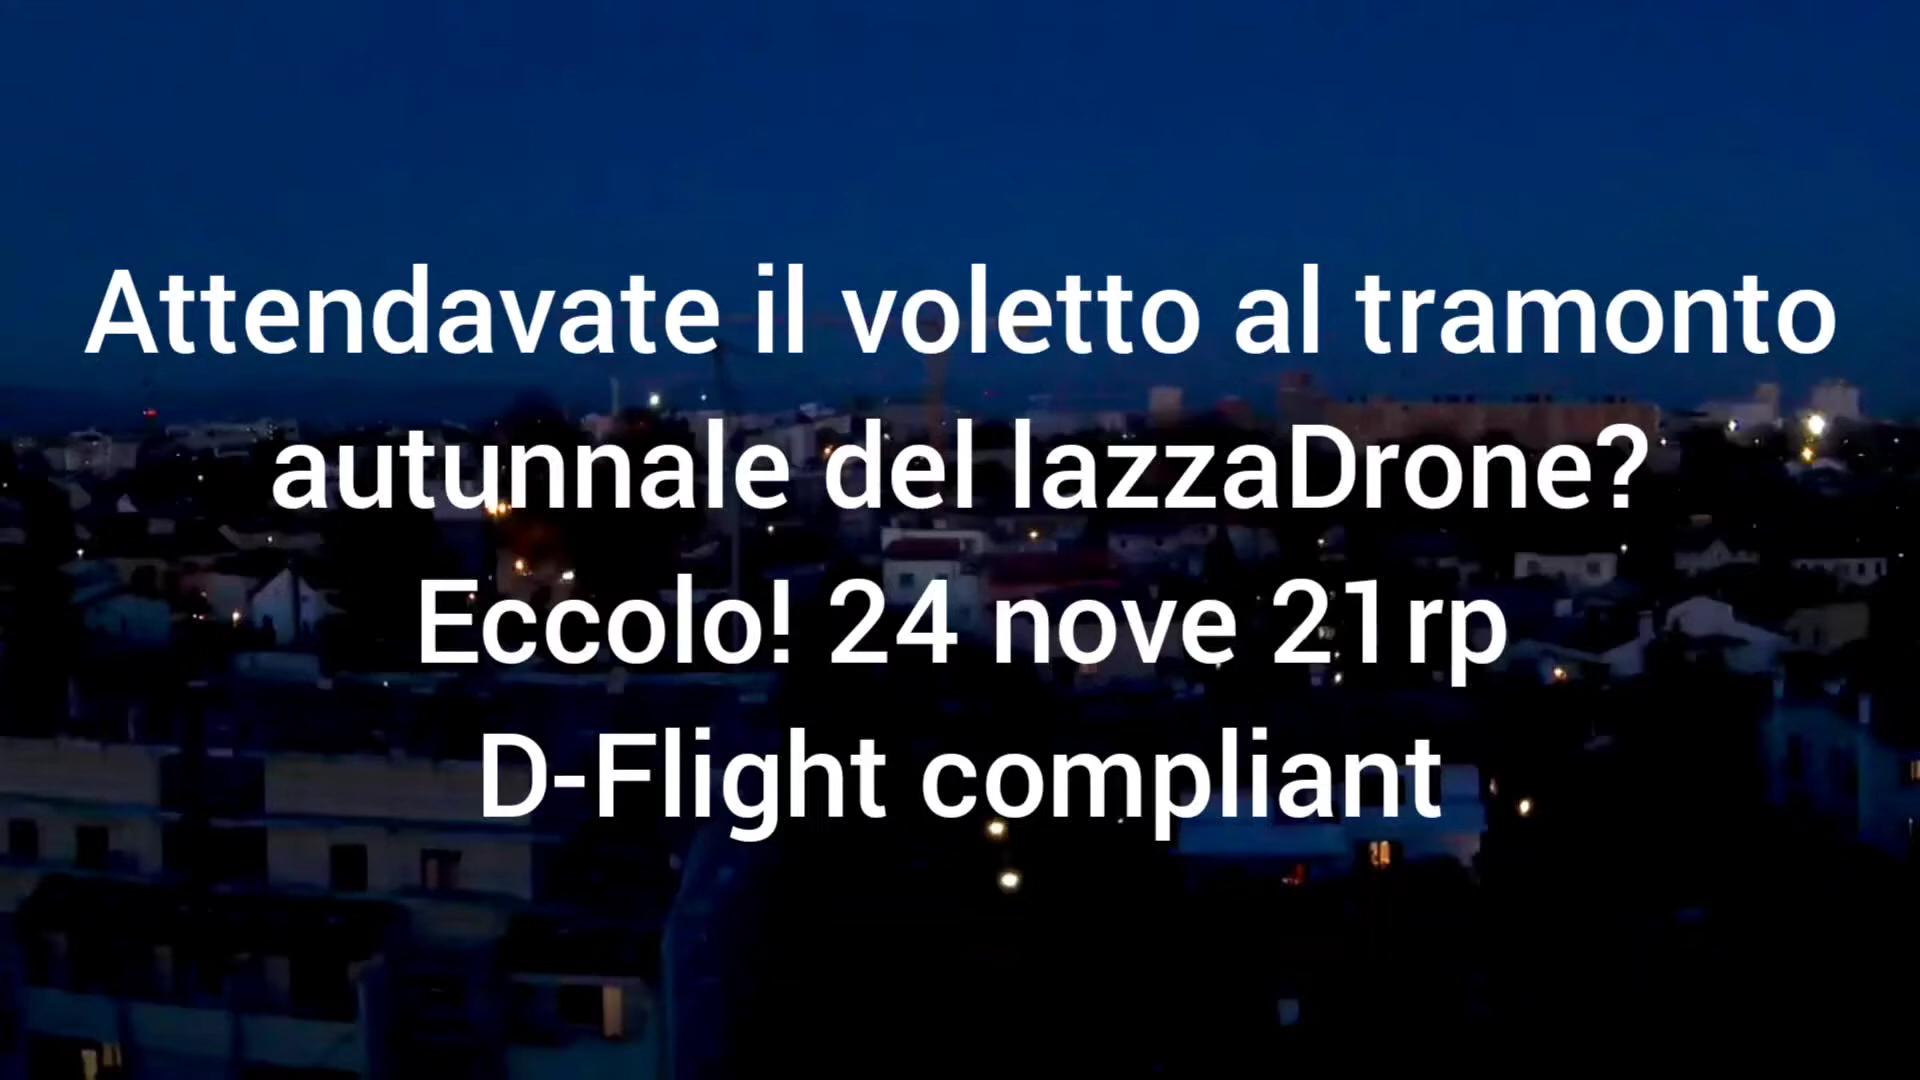 Attendavate il voletto al tramonto
autunnale del lazzaDrone?
Eccolo! 24 nove 21rp
D-Flight compliant